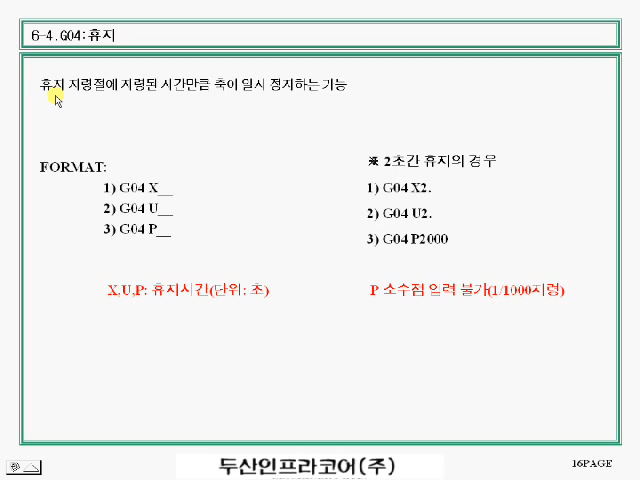 6-4.G04:휴지
휴지 지령절에 지령된 시간만큼 축이 일시 정지하는 기능
FORMAT:
1) G04 X__
2) G04 U__
3) G04 P__
※ 2초간 휴지의 경우
1) G04 X2.
2) G04 U2.
3) G04 P2000
X,U,P: 휴지시간(단위: 초)
P 소수점 입력 불가(1/1000지령)
두산인프라코어(주)
16PAGE